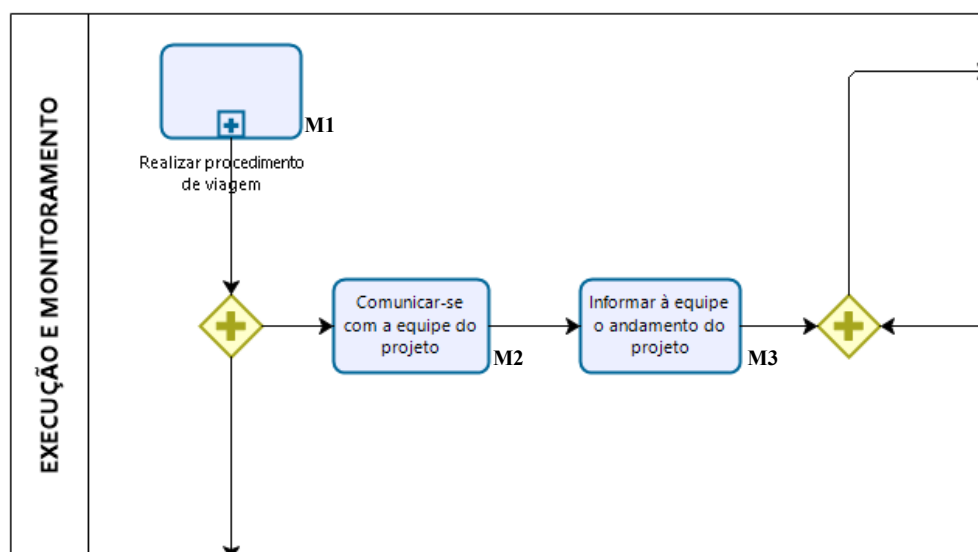 EXECUÇÃO E MONITORAMENTO
M1
Realizar procedimento
de viagem
Comunicar-se
com a equipe do
projeto
M2
Informar à equipe
o andamento do
projeto
M3